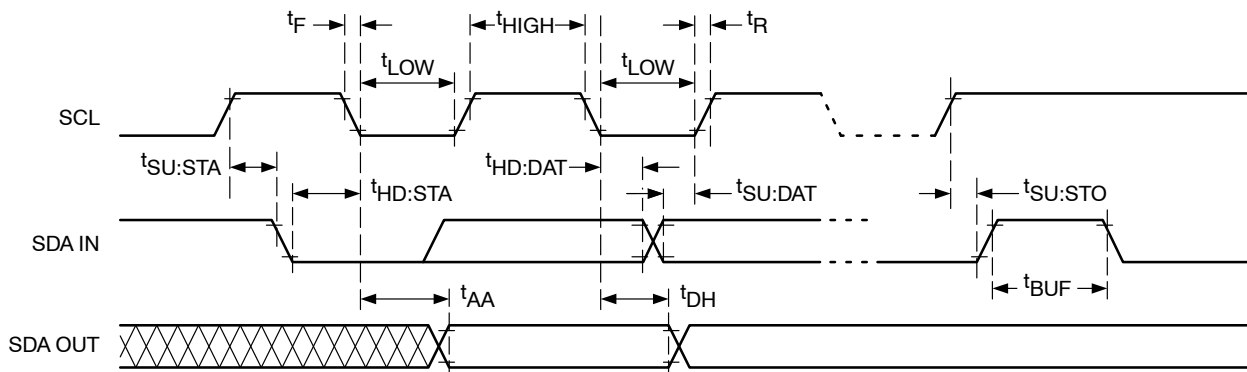 tF
tHIGH
tR
tLOW
tLOW
SCL
tSU:STA
tHD:DAT
tHD:STA
tSU:DAT
tSU:STO
SDA IN
tBUF
tAA
tDH
SDA OUT